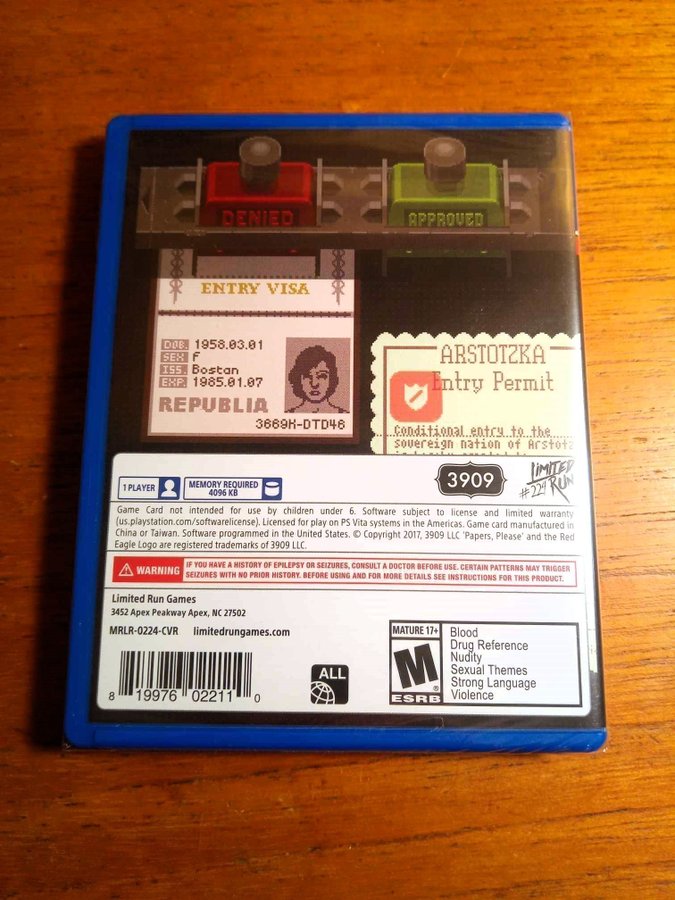 DENIED
APPROVED
ENTRY VISA
DOB. 1958.03.01
SEX F
ISS. Bostan
EXP. 1985.01.07
REPUBLIA
3669H-DTD46
ARSTOTZKA
Entry Permit
Conditional entry to the
sovereign nation of Arstotz
1 PLAYER
MEMORY REQUIRED
4096 KB
3909
LIMITED
RUN
#224
Game Card not intended for use by children under 6. Software subject to license and limited warranty
(us.playstation.com/softwarelicense). Licensed for play on PS Vita systems in the Americas. Game card manufactured in
China or Taiwan. Software programmed in the United States. © Copyright 2017, 3909 LLC 'Papers, Please' and the Red
Eagle Logo are registered trademarks of 3909 LLC.
WARNING
IF YOU HAVE A HISTORY OF EPILEPSY OR SEIZURES, CONSULT A DOCTOR BEFORE USE. CERTAIN PATTERNS MAY TRIGGER
SEIZURES WITH NO PRIOR HISTORY. BEFORE USING AND FOR MORE DETAILS SEE INSTRUCTIONS FOR THIS PRODUCT.
Limited Run Games
3452 Apex Peakway Apex, NC 27502
MRLR-0224-CVR limitedrungames.com
8 19976 02211 0
ALL
MATURE 17+
M
®
ESRB
Blood
Drug Reference
Nudity
Sexual Themes
Strong Language
Violence